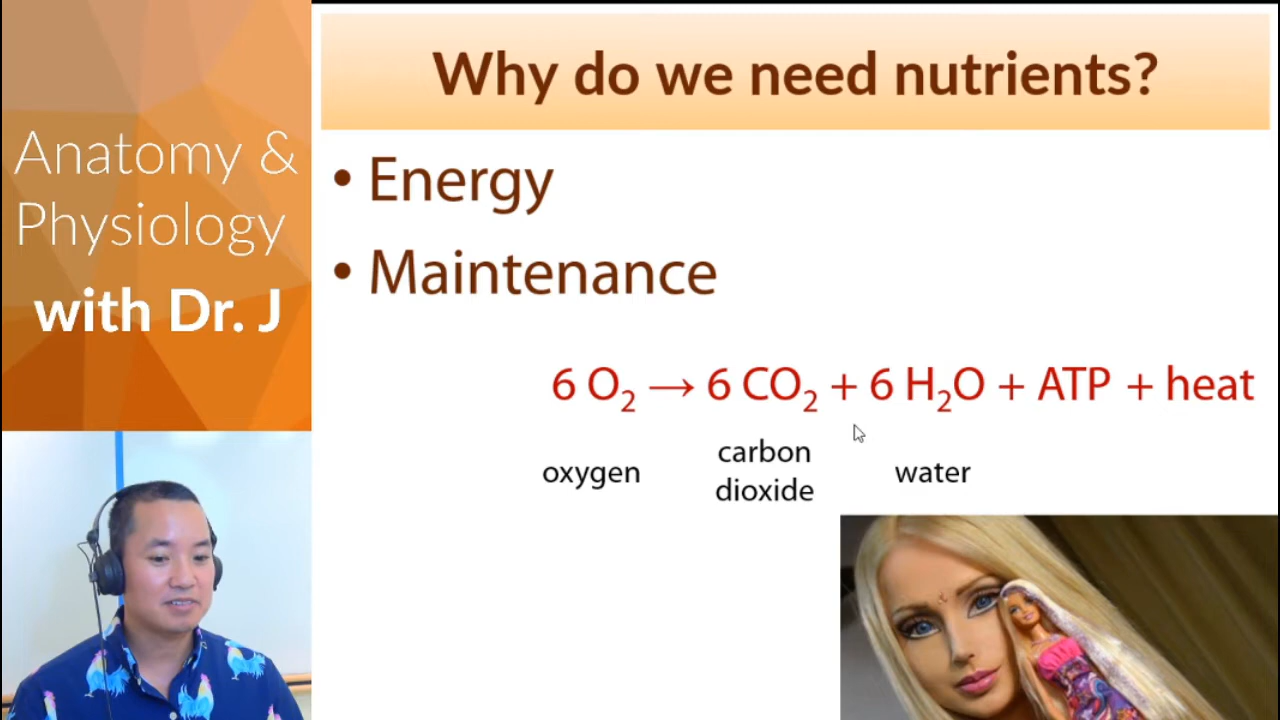 Anatomy &
Physiology
with Dr. J
Why do we need nutrients?
• Energy
• Maintenance
6 O₂ → 6 CO₂ + 6 H₂O + ATP + heat
oxygen
carbon
dioxide
water